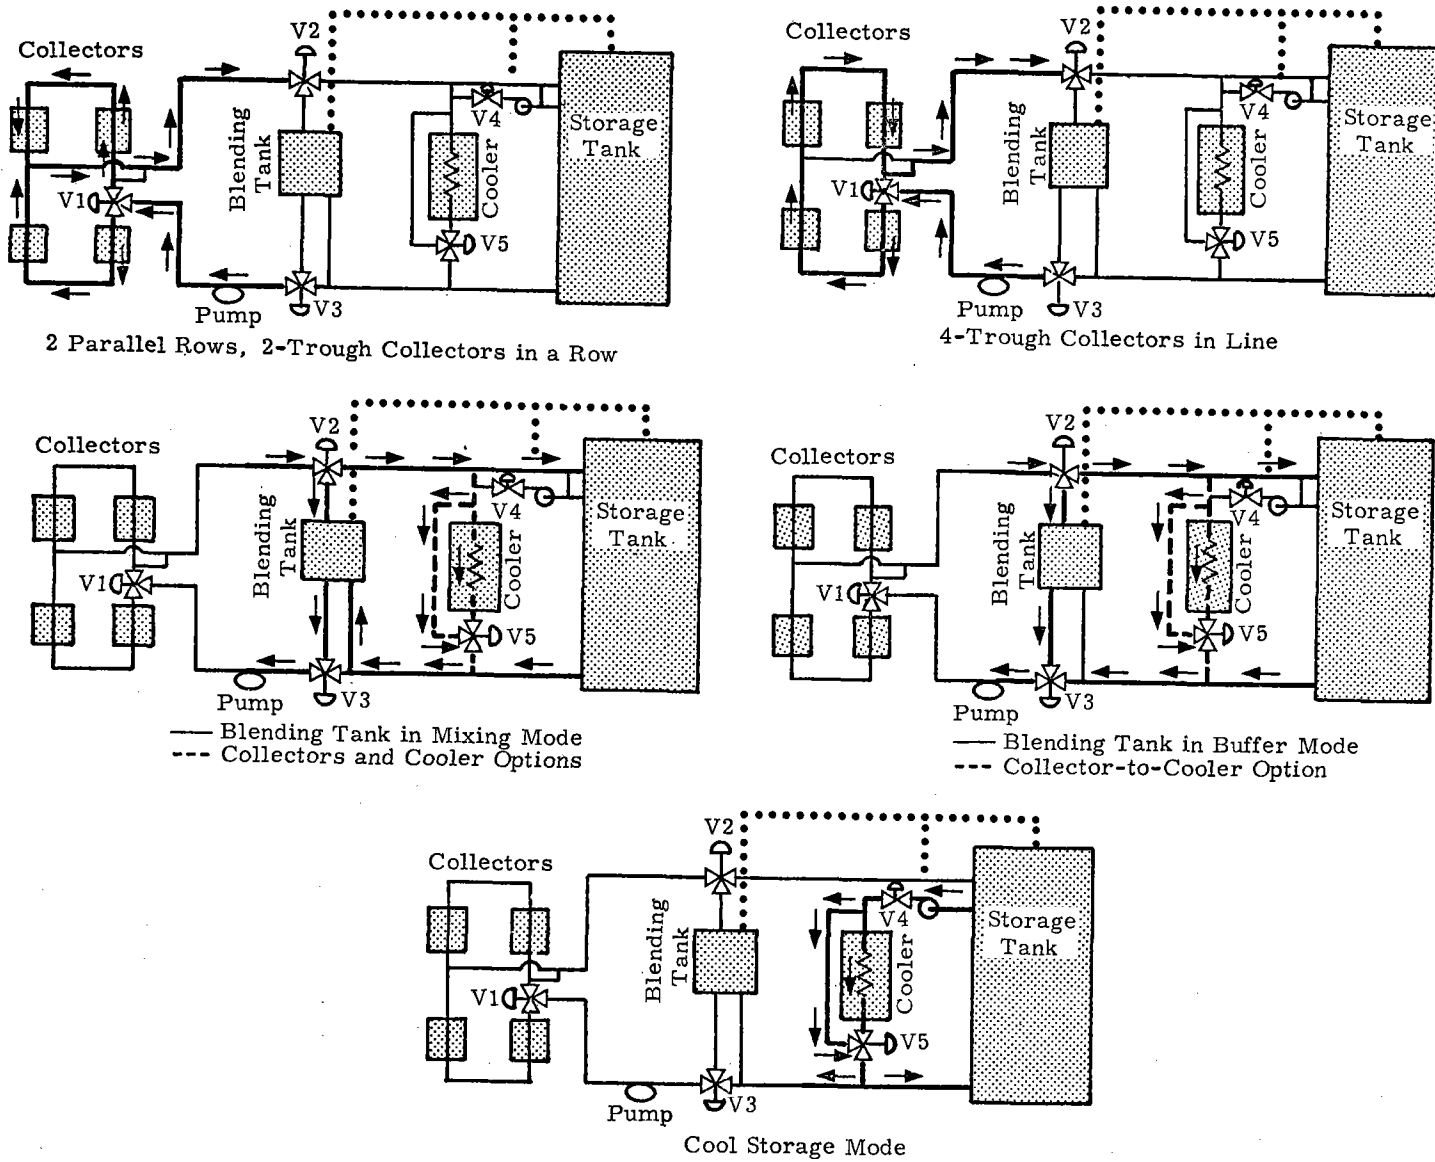 Collectors
V2
V4
Storage
Tank
Blending
Tank
Cooler
V1
V5
Pump
V3
2 Parallel Rows, 2-Trough Collectors in a Row
Collectors
V2
V4
Storage
Tank
Blending
Tank
Cooler
V1
V5
Pump
V3
4-Trough Collectors in Line
Collectors
V2
V4
Storage
Tank
Blending
Tank
Cooler
V1
V5
Pump
V3
Blending Tank in Mixing Mode
Collectors and Cooler Options
Collectors
V2
V4
Storage
Tank
Blending
Tank
Cooler
V1
V5
Pump
V3
Blending Tank in Buffer Mode
Collector-to-Cooler Option
Collectors
V2
V4
Storage
Tank
Blending
Tank
Cooler
V1
V5
Pump
V3
Cool Storage Mode